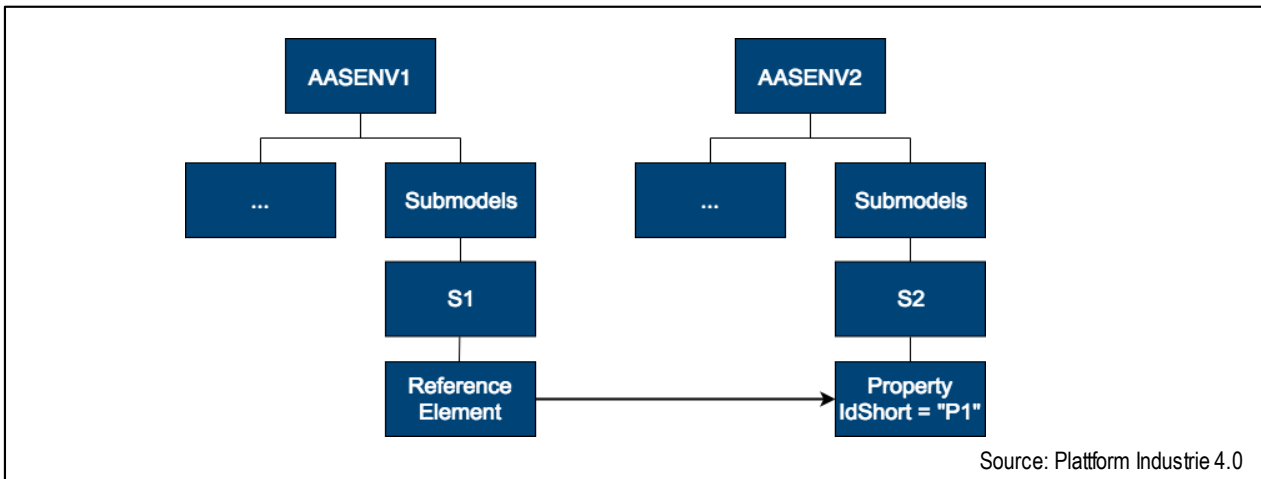 AASENV1
AASENV2
...
Submodels
...
Submodels
S1
S2
Reference
Element
Property
IdShort = "P1"
Source: Plattform Industrie 4.0